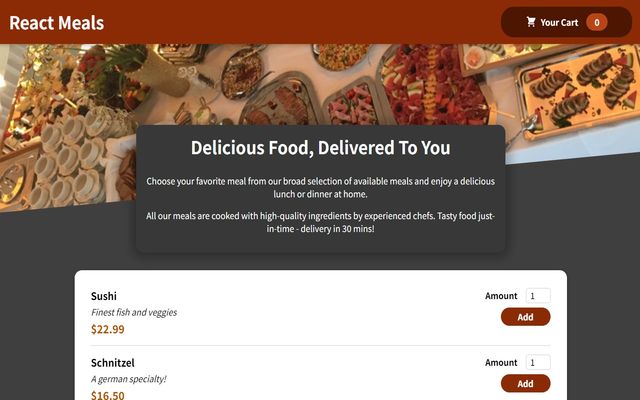 React Meals
Your Cart 0
Delicious Food, Delivered To You
Choose your favorite meal from our broad selection of available meals and enjoy a delicious
lunch or dinner at home.
All our meals are cooked with high-quality ingredients by experienced chefs. Tasty food just-
in-time - delivery in 30 mins!
Sushi
Finest fish and veggies
$22.99
Amount 1
Add
Schnitzel
A german specialty!
$16.50
Amount 1
Add